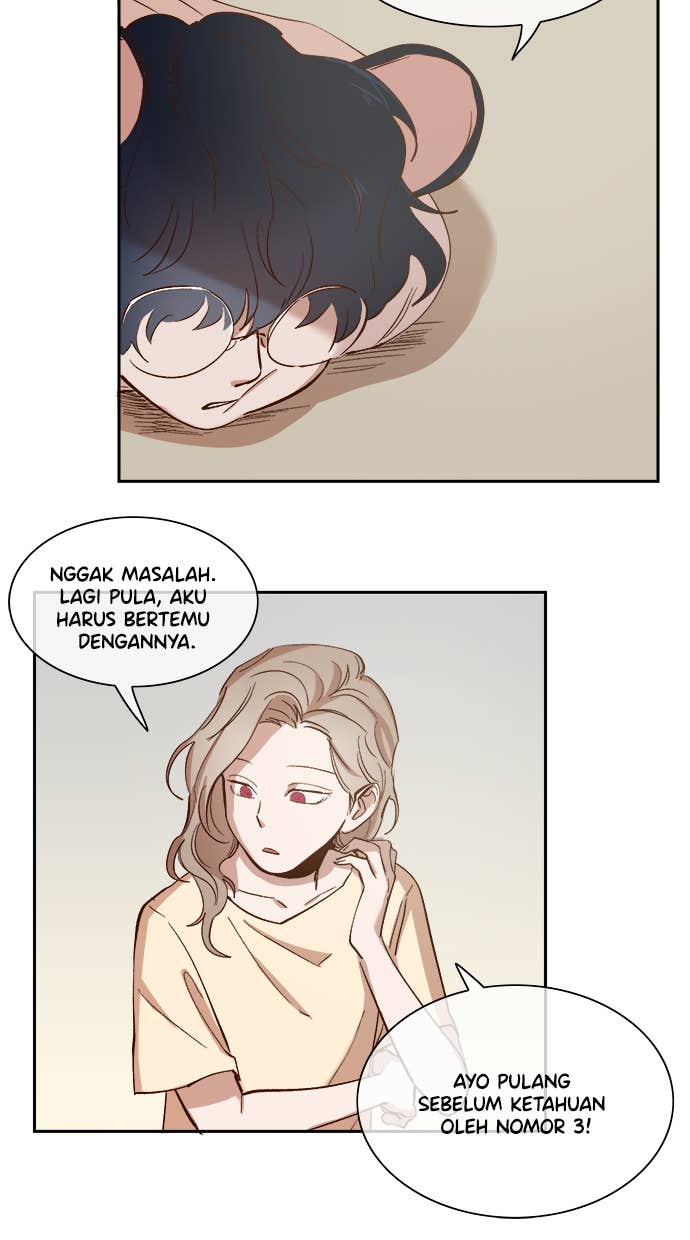 NGGAK MASALAH.
LAGI PULA, AKU
HARUS BERTEMU
DENGANNYA.
AYO PULANG
SEBELUM KETAHUAN
OLEH NOMOR 3!